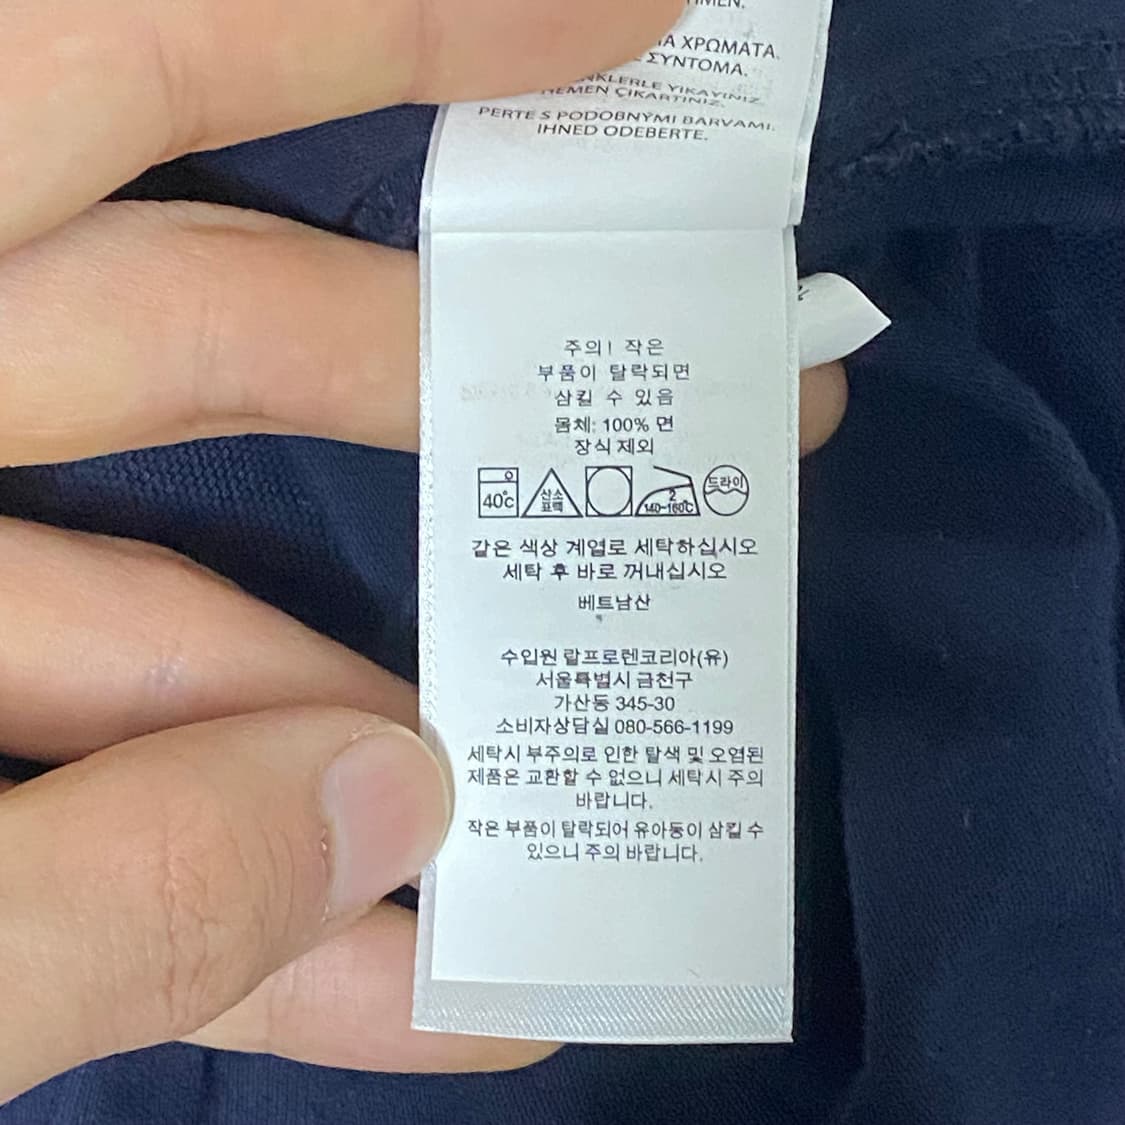 ΧΡΩΜΑΤΑ.
ΣΥΝΤΟΜΑ.
YIKAYINIZ.
HEMEN ÇIKARTINIZ.
PERTE S PODOBNÝMI BARVAMI.
IHNED ODEBERTE.
주의! 작은
부품이 탈락되면
삼킬 수 있음
몸체: 100% 면
장식 제외
40℃
산소
표백
2
140~160℃
드라이
같은 색상 계열로 세탁하십시오
세탁 후 바로 꺼내십시오
베트남산
수입원 랄프로렌코리아(유)
서울특별시 금천구
가산동 345-30
소비자상담실 080-566-1199
세탁시 부주의로 인한 탈색 및 오염된
제품은 교환할 수 없으니 세탁시 주의
바랍니다.
작은 부품이 탈락되어 유아동이 삼킬 수
있으니 주의 바랍니다.